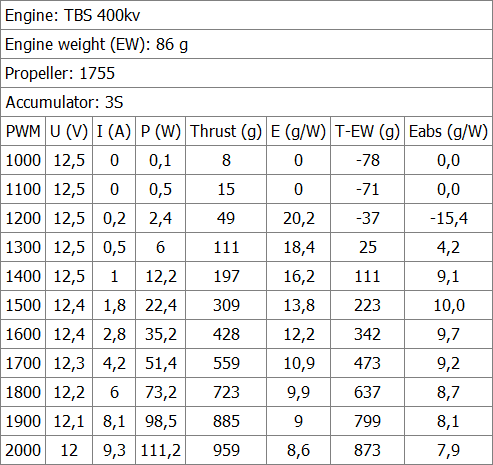 Engine: TBS 400kv
Engine weight (EW): 86 g
Propeller: 1755
Accumulator: 3S
PWM U (V) I (A) P (W) Thrust (g) E (g/W) T-EW (g) Eabs (g/W)
1000 12,5 0 0,1 8 0 -78 0,0
1100 12,5 0 0,5 15 0 -71 0,0
1200 12,5 0,2 2,4 49 20,2 -37 -15,4
1300 12,5 0,5 6 111 18,4 25 4,2
1400 12,5 1 12,2 197 16,2 111 9,1
1500 12,4 1,8 22,4 309 13,8 223 10,0
1600 12,4 2,8 35,2 428 12,2 342 9,7
1700 12,3 4,2 51,4 559 10,9 473 9,2
1800 12,2 6 73,2 723 9,9 637 8,7
1900 12,1 8,1 98,5 885 9 799 8,1
2000 12 9,3 111,2 959 8,6 873 7,9